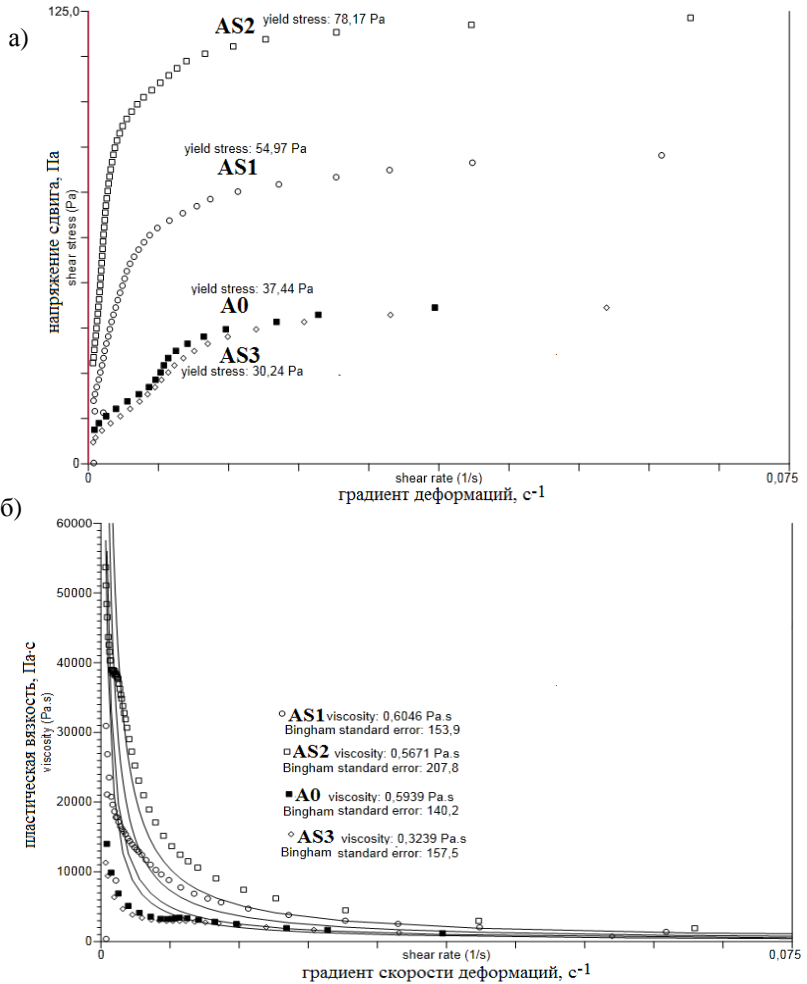 а)
125,0
AS2 yield stress: 78,17 Pa
yield stress: 54,97 Pa
AS1
yield stress: 37,44 Pa
A0
AS3
yield stress: 30,24 Pa
напряжение сдвига, Па
shear stress (Pa)
0
0
shear rate (1/s)
0,075
градиент деформаций, с-1
б)
60000
50000
40000
30000
20000
10000
0
пластическая вязкость, Па·с
viscosity (Pa.s)
AS1 viscosity: 0,6046 Pa.s
Bingham standard error: 153,9
AS2 viscosity: 0,5671 Pa.s
Bingham standard error: 207,8
A0 viscosity: 0,5939 Pa.s
Bingham standard error: 140,2
AS3 viscosity: 0,3239 Pa.s
Bingham standard error: 157,5
0
shear rate (1/s)
0,075
градиент скорости деформаций, с-1